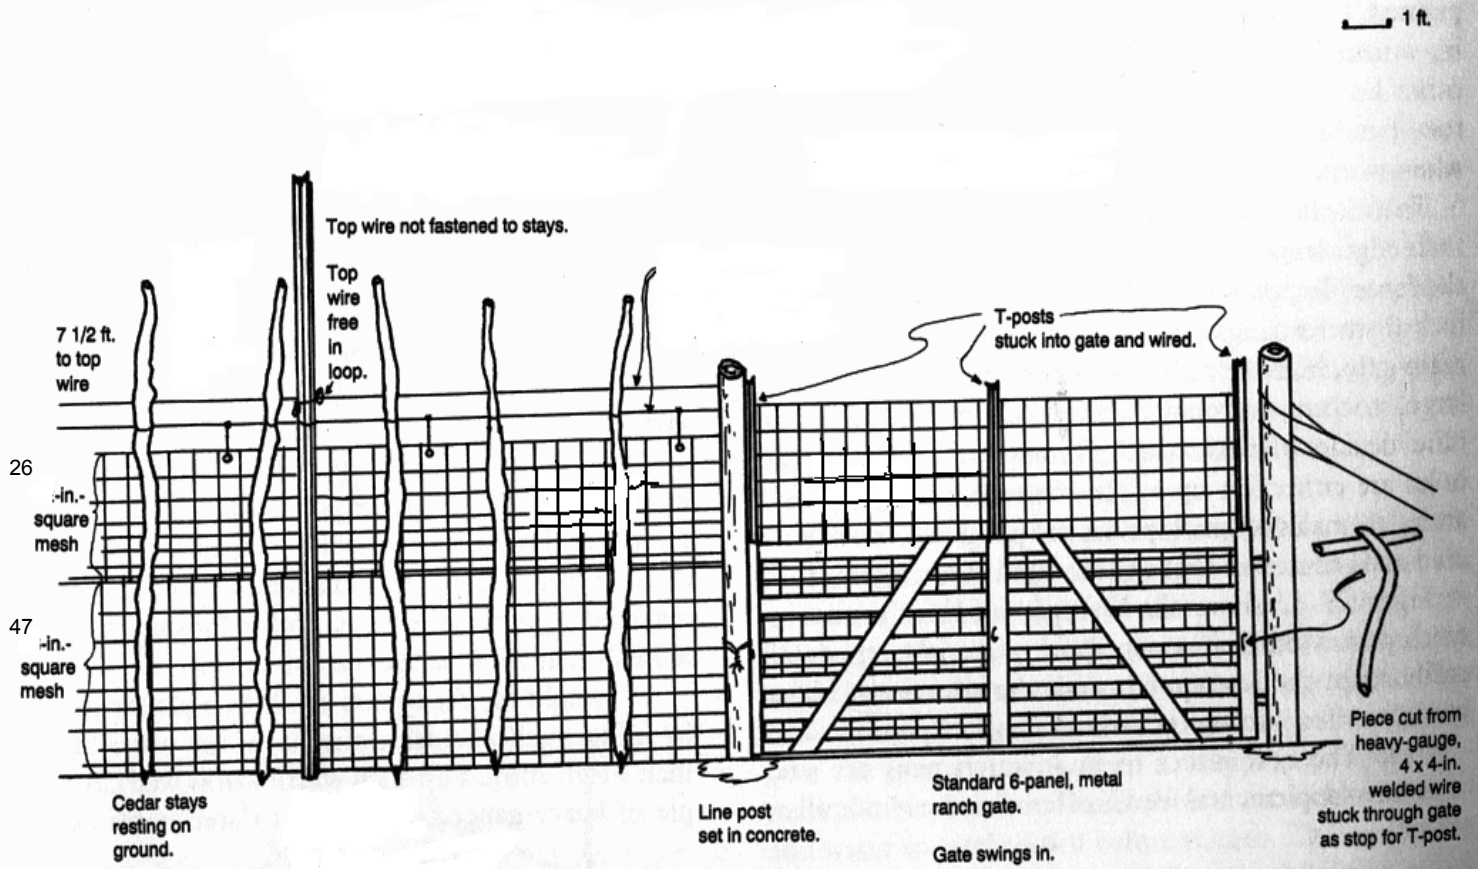 1 ft.
Top wire not fastened to stays.
Top
wire
free
in
loop.
7 1/2 ft.
to top
wire
T-posts
stuck into gate and wired.
26
-in.-
square
mesh
47
-in.-
square
mesh
Cedar stays
resting on
ground.
Line post
set in concrete.
Standard 6-panel, metal
ranch gate.
Gate swings in.
Piece cut from
heavy-gauge,
4 x 4-in.
welded wire
stuck through gate
as stop for T-post.